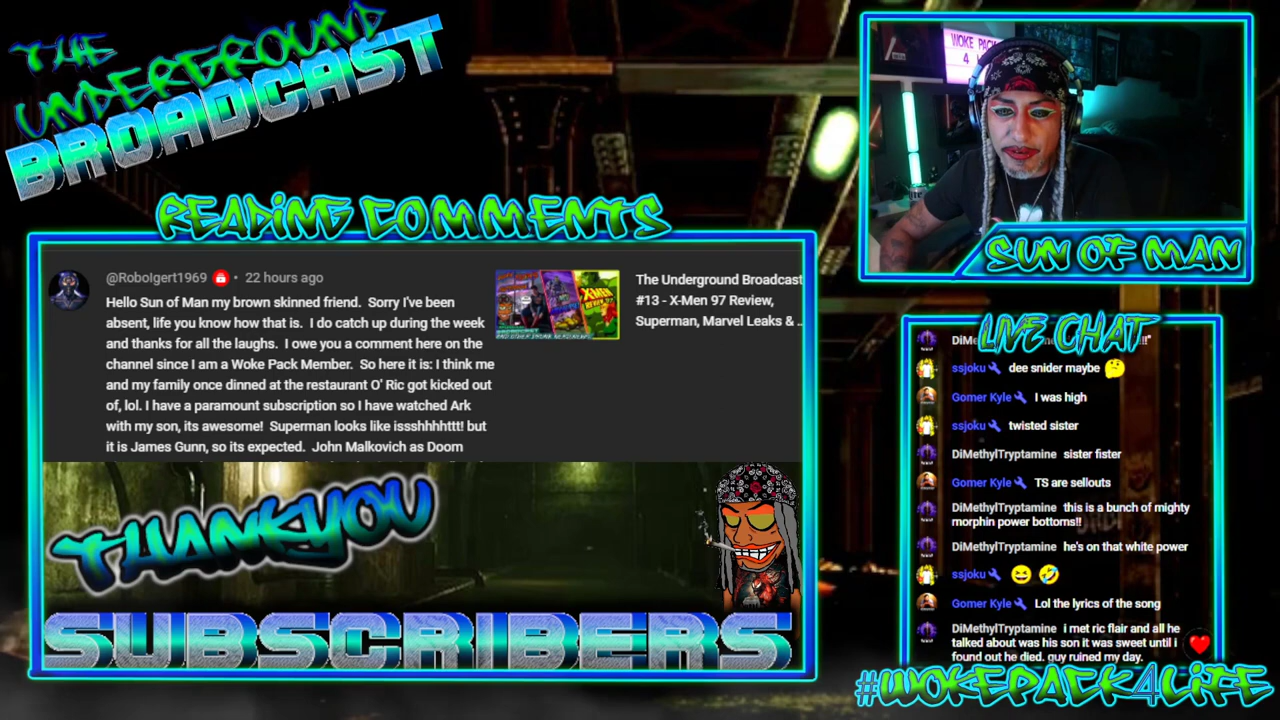 THE
UNDERGROUND
BROADCAST
WOKE PACK
4
SUN OF MAN
READING COMMENTS
@RoboIgert1969 • 22 hours ago
Hello Sun of Man my brown skinned friend. Sorry I've been
absent, life you know how that is. I do catch up during the week
and thanks for all the laughs. I owe you a comment here on the
channel since I am a Woke Pack Member. So here it is: I think me
and my family once dinned at the restaurant O' Ric got kicked out
of, lol. I have a paramount subscription so I have watched Ark
with my son, its awesome! Superman looks like issshhhhttt! but
it is James Gunn, so its expected. John Malkovich as Doom
The Underground Broadcast
#13 - X-Men 97 Review,
Superman, Marvel Leaks & ..
THANKYOU
SUBSCRIBERS
LIVE CHAT
DiMe !!"
ssjoku dee snider maybe 🤔
Gomer Kyle I was high
ssjoku twisted sister
DiMethylTryptamine sister fister
Gomer Kyle TS are sellouts
DiMethylTryptamine this is a bunch of mighty
morphin power bottoms!!
DiMethylTryptamine he's on that white power
ssjoku 😆 🤣
Gomer Kyle Lol the lyrics of the song
DiMethylTryptamine i met ric flair and all he
talked about was his son it was sweet until i
found out he died. guy ruined my day.
#WOKEPACK4LIFE